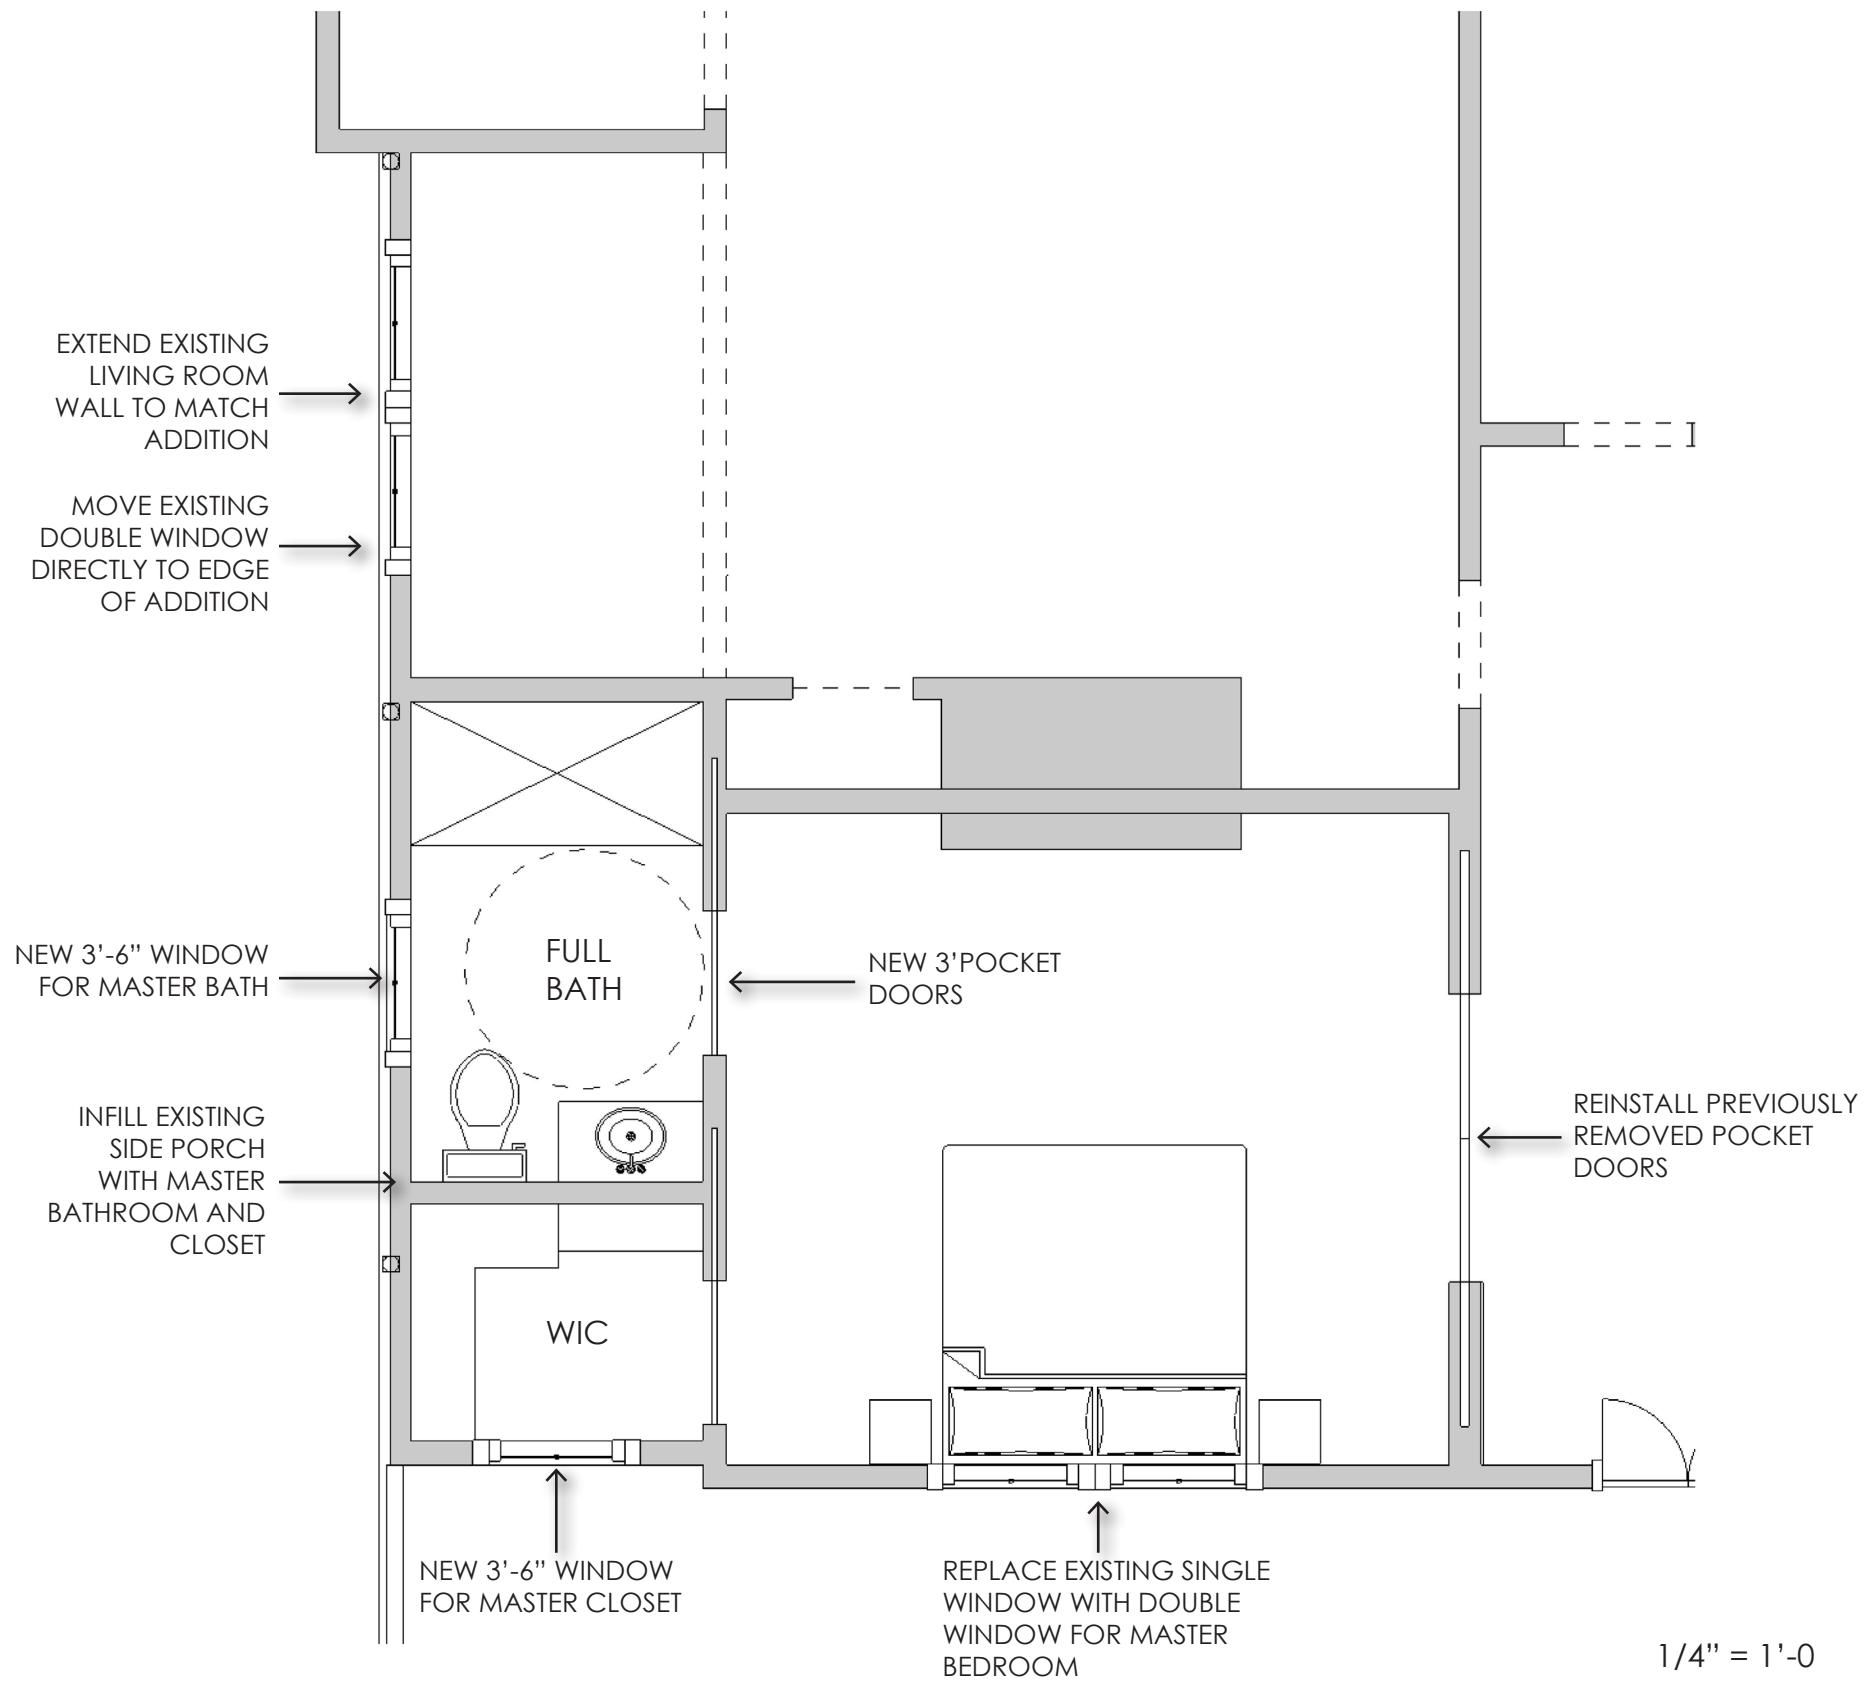 EXTEND EXISTING
LIVING ROOM
WALL TO MATCH
ADDITION
MOVE EXISTING
DOUBLE WINDOW
DIRECTLY TO EDGE
OF ADDITION
NEW 3’-6” WINDOW
FOR MASTER BATH
FULL
BATH
NEW 3’POCKET
DOORS
INFILL EXISTING
SIDE PORCH
WITH MASTER
BATHROOM AND
CLOSET
REINSTALL PREVIOUSLY
REMOVED POCKET
DOORS
WIC
NEW 3’-6” WINDOW
FOR MASTER CLOSET
REPLACE EXISTING SINGLE
WINDOW WITH DOUBLE
WINDOW FOR MASTER
BEDROOM
1/4” = 1’-0